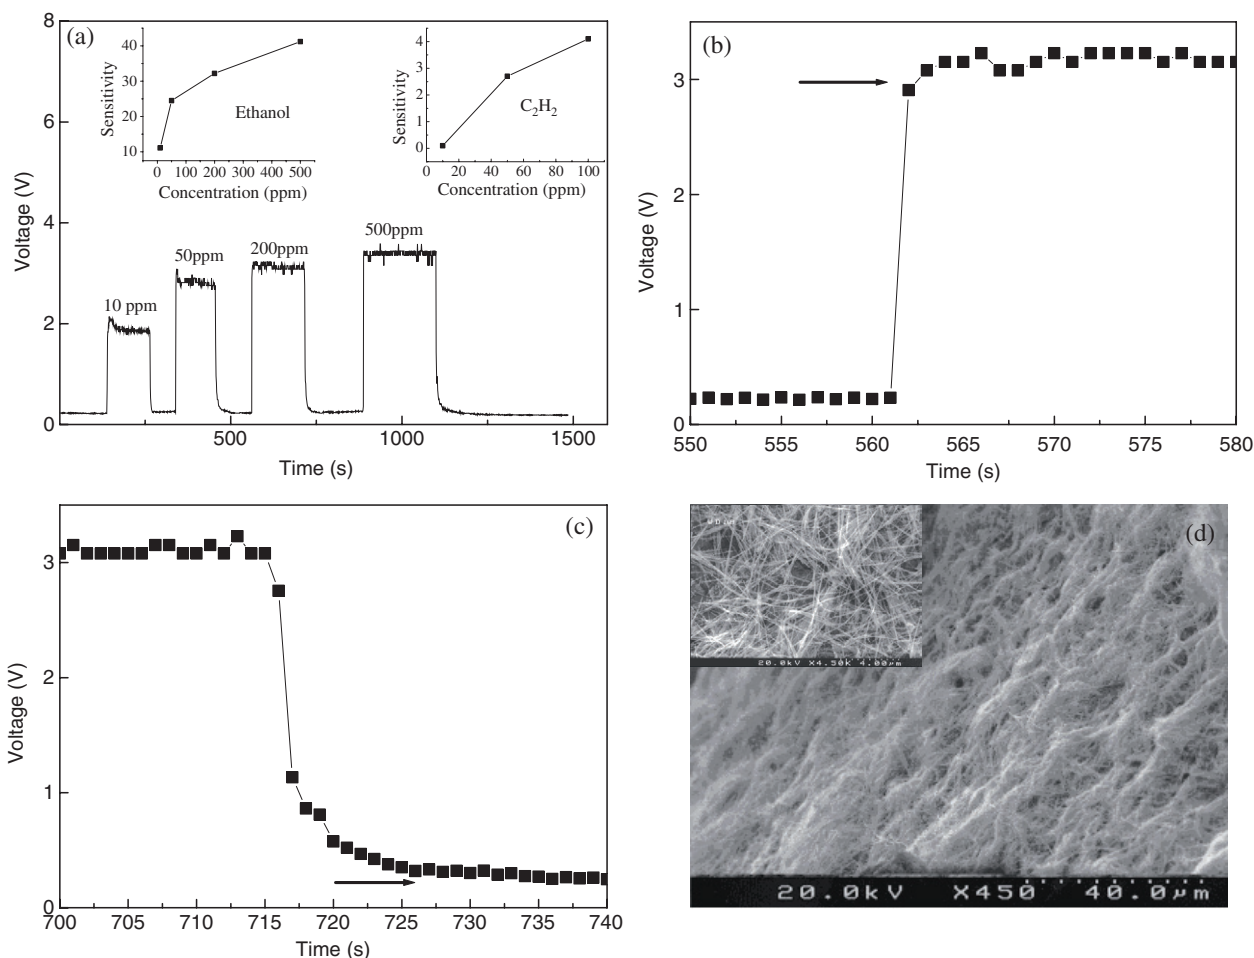 (a)
8
6
4
2
0
Voltage (V)
500
1000
1500
Time (s)
10 ppm
50ppm
200ppm
500ppm
40
30
20
10
Sensitivity
Ethanol
0 100 200 300 400 500
Concentration (ppm)
4
3
2
1
0
Sensitivity
C₂H₂
0 20 40 60 80 100
Concentration (ppm)
(b)
3
2
1
0
Voltage (V)
550 555 560 565 570 575 580
Time (s)
(c)
3
2
1
0
Voltage (V)
700 705 710 715 720 725 730 735 740
Time (s)
(d)
20.0kV X4.50K 4.00µm
20.0kV X450 40.0µm